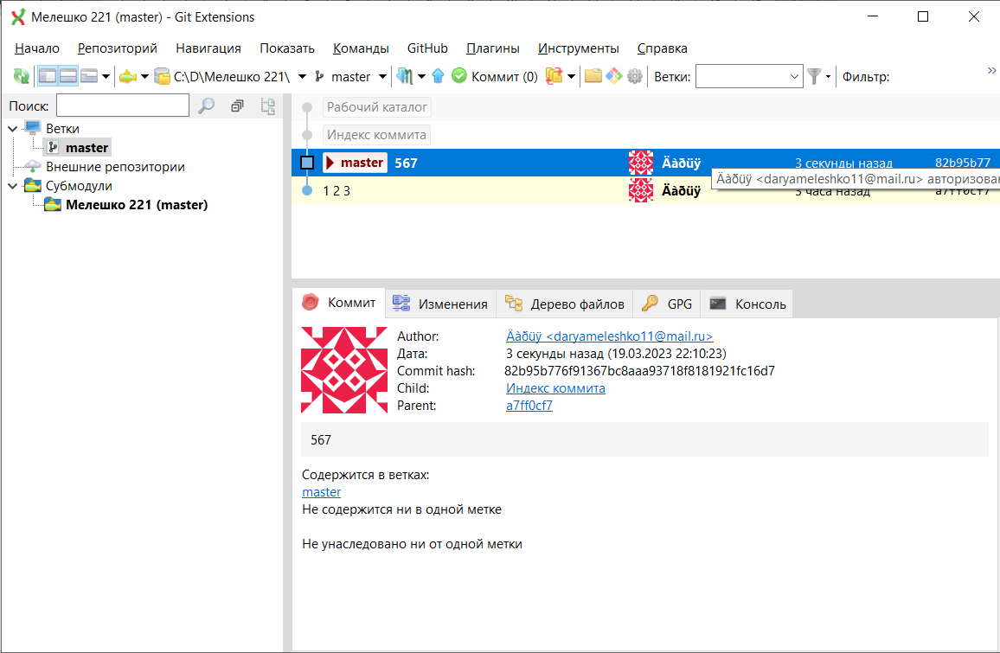 Мелешко 221 (master) - Git Extensions
Начало Репозиторий Навигация Показать Команды GitHub Плагины Инструменты Справка
C:\D\Мелешко 221\ master Коммит (0) Ветки: Фильтр:
Поиск:
Ветки
master
Внешние репозитории
Субмодули
Мелешко 221 (master)
Рабочий каталог
Индекс коммита
master 567 Äàðüÿ 3 секунды назад 82b95b77
Äàðüÿ <daryameleshko11@mail.ru> авторизован
1 2 3 Äàðüÿ 3 часа назад a7ff0cf7
Коммит Изменения Дерево файлов GPG Консоль
Author: Äàðüÿ <daryameleshko11@mail.ru>
Дата: 3 секунды назад (19.03.2023 22:10:23)
Commit hash: 82b95b776f91367bc8aaa93718f8181921fc16d7
Child: Индекс коммита
Parent: a7ff0cf7
567
Содержится в ветках:
master
Не содержится ни в одной метке
Не унаследовано ни от одной метки